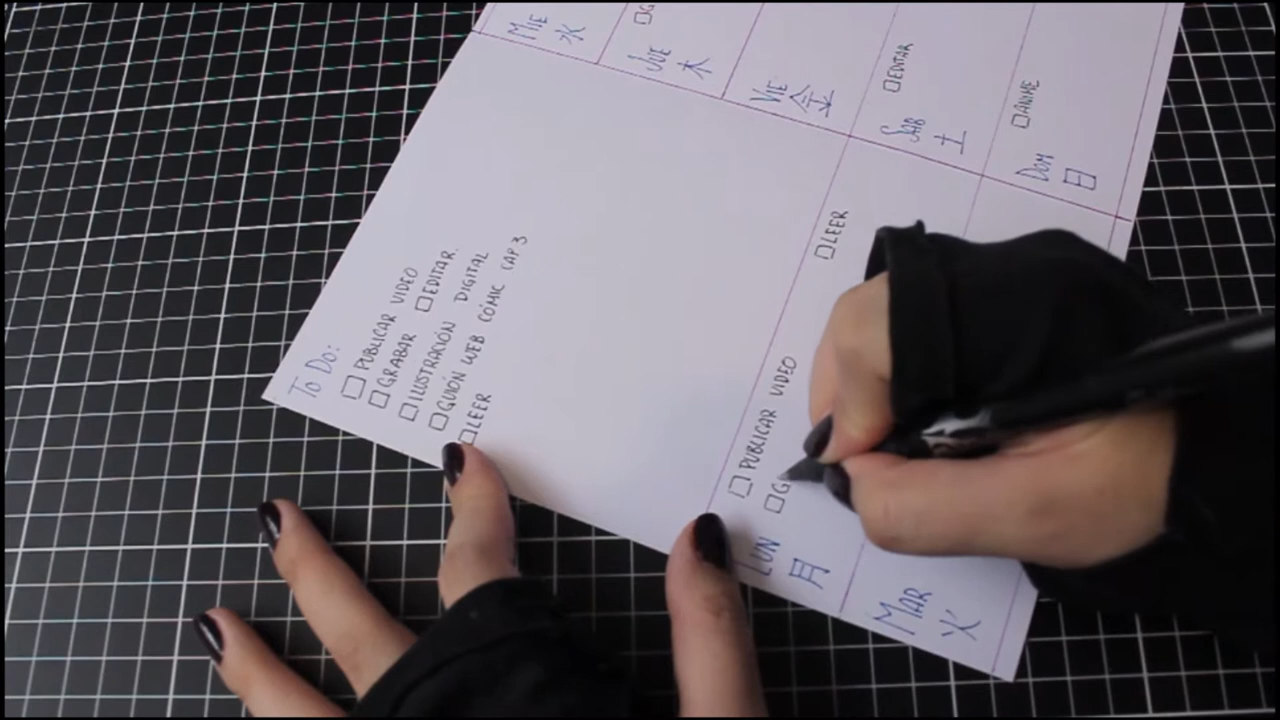 To Do:
□ PUBLICAR VIDEO
□ GRABAR □ EDITAR.
□ ILUSTRACIÓN DIGITAL
□ GUIÓN WEB CÓMIC CAP 3
□ LEER
LUN
月
□ PUBLICAR VIDEO □ LEER
□ G
MAR
火
MIE
水
JUE
木
□ G
VIE
金
SAB
土
□ EDITAR
DOM
日
□ ANIME